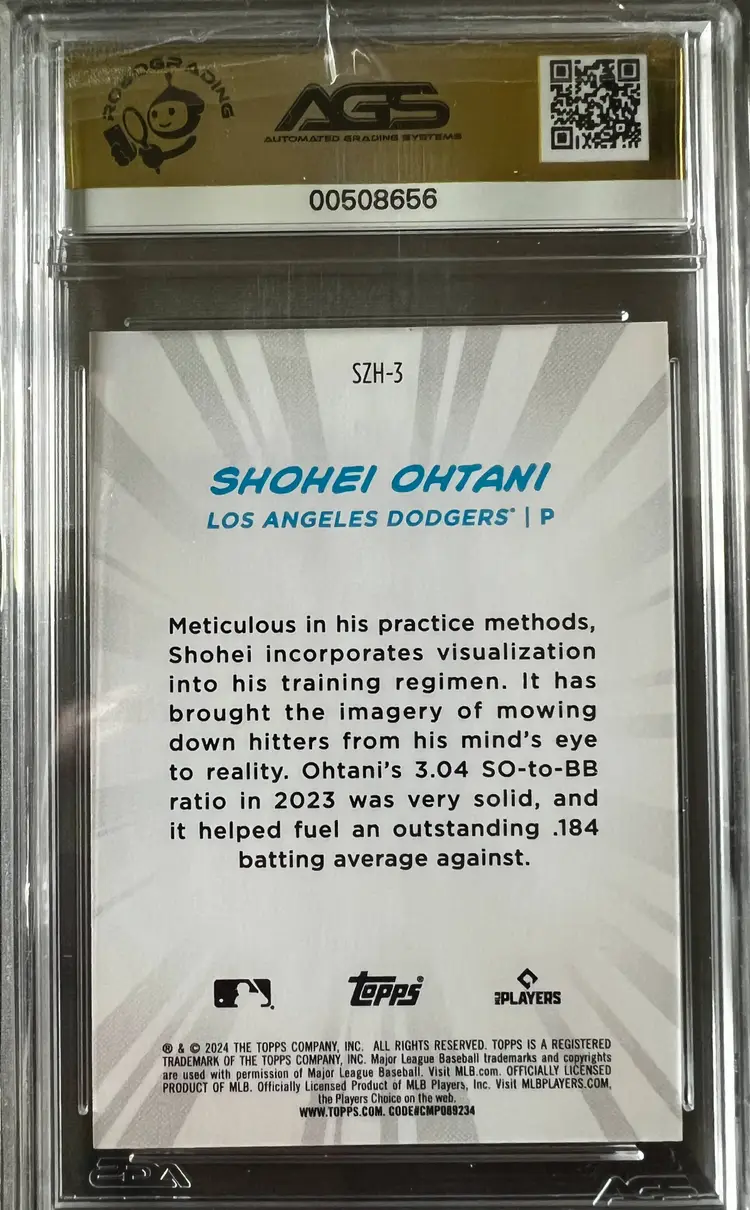 ROBOGRADING
AGS
AUTOMATED GRADING SYSTEMS
00508656
SZH-3
SHOHEI OHTANI
LOS ANGELES DODGERS® | P
Meticulous in his practice methods,
Shohei incorporates visualization
into his training regimen. It has
brought the imagery of mowing
down hitters from his mind's eye
to reality. Ohtani's 3.04 SO-to-BB
ratio in 2023 was very solid, and
it helped fuel an outstanding .184
batting average against.
Topps®
MLB PLAYERS
® & © 2024 THE TOPPS COMPANY, INC. ALL RIGHTS RESERVED. TOPPS IS A REGISTERED
TRADEMARK OF THE TOPPS COMPANY, INC. Major League Baseball trademarks and copyrights
are used with permission of Major League Baseball. Visit MLB.com. OFFICIALLY LICENSED
PRODUCT OF MLB. Officially Licensed Product of MLB Players, Inc. Visit MLBPLAYERS.COM,
the Players Choice on the web.
WWW.TOPPS.COM. CODE#CMP089234
AGS
AGS